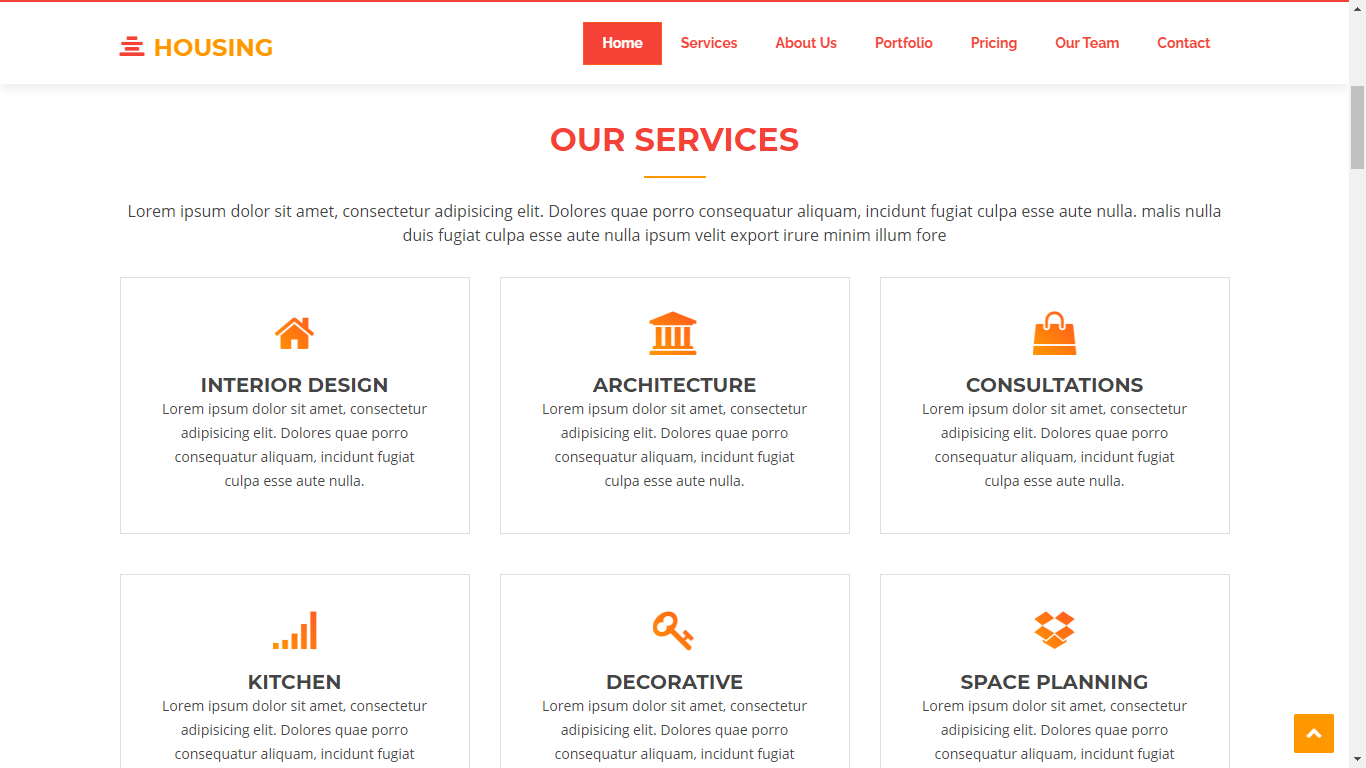 HOUSING
Home Services About Us Portfolio Pricing Our Team Contact
OUR SERVICES
Lorem ipsum dolor sit amet, consectetur adipisicing elit. Dolores quae porro consequatur aliquam, incidunt fugiat culpa esse aute nulla. malis nulla
duis fugiat culpa esse aute nulla ipsum velit export irure minim illum fore
INTERIOR DESIGN
Lorem ipsum dolor sit amet, consectetur
adipisicing elit. Dolores quae porro
consequatur aliquam, incidunt fugiat
culpa esse aute nulla.
ARCHITECTURE
Lorem ipsum dolor sit amet, consectetur
adipisicing elit. Dolores quae porro
consequatur aliquam, incidunt fugiat
culpa esse aute nulla.
CONSULTATIONS
Lorem ipsum dolor sit amet, consectetur
adipisicing elit. Dolores quae porro
consequatur aliquam, incidunt fugiat
culpa esse aute nulla.
KITCHEN
Lorem ipsum dolor sit amet, consectetur
adipisicing elit. Dolores quae porro
consequatur aliquam, incidunt fugiat
DECORATIVE
Lorem ipsum dolor sit amet, consectetur
adipisicing elit. Dolores quae porro
consequatur aliquam, incidunt fugiat
SPACE PLANNING
Lorem ipsum dolor sit amet, consectetur
adipisicing elit. Dolores quae porro
consequatur aliquam, incidunt fugiat